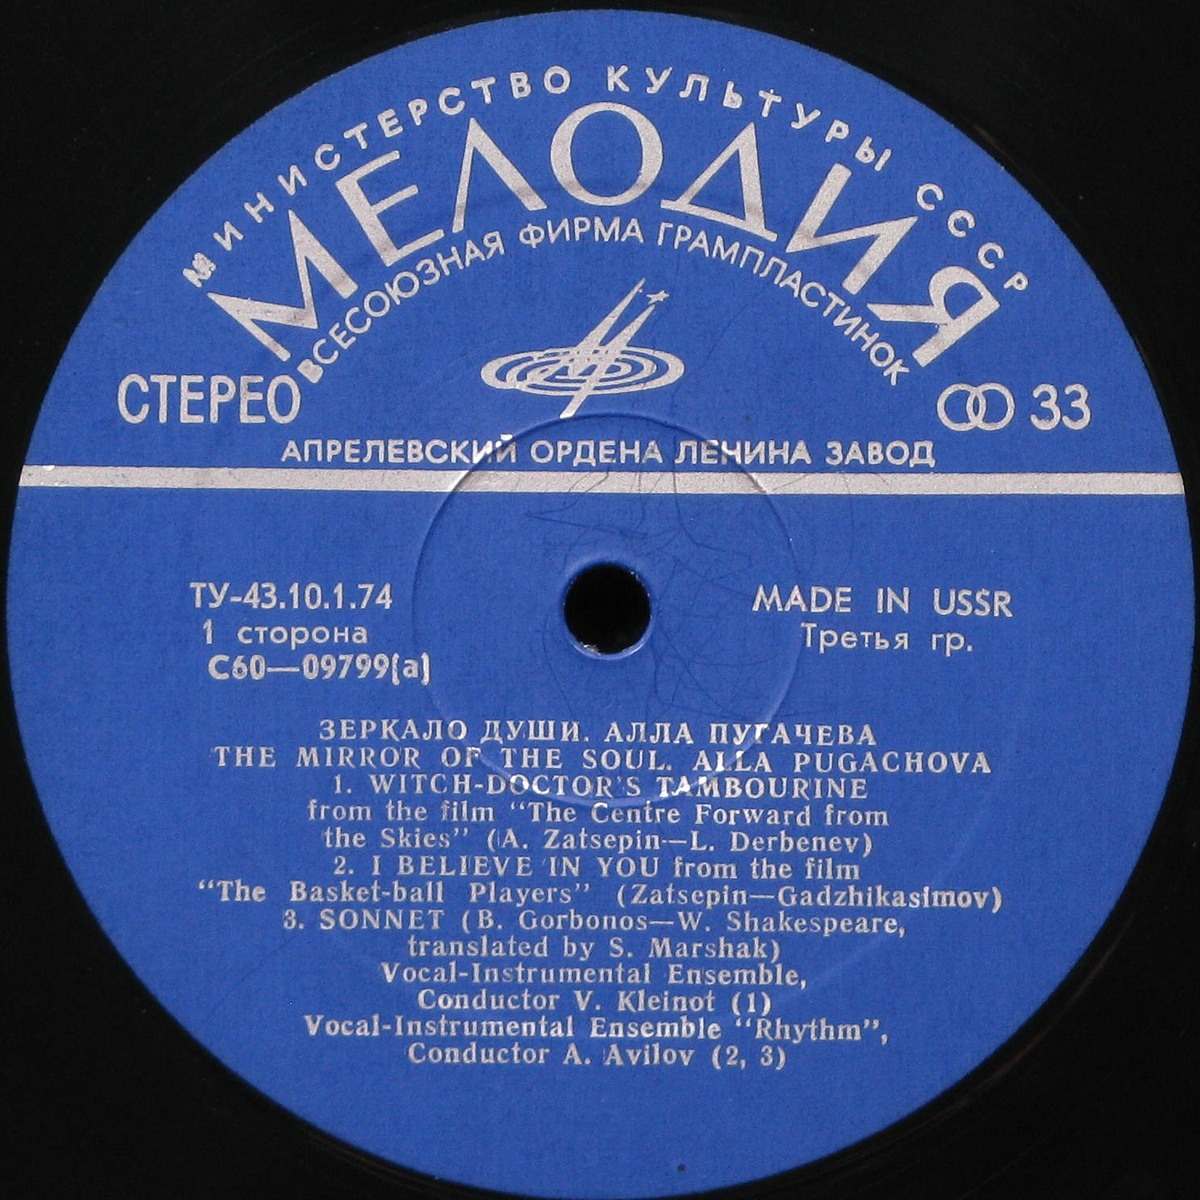 МИНИСТЕРСТВО КУЛЬТУРЫ СССР
МЕЛОДИЯ
ВСЕСОЮЗНАЯ ФИРМА ГРАМПЛАСТИНОК
СТЕРЕО
33
АПРЕЛЕВСКИЙ ОРДЕНА ЛЕНИНА ЗАВОД
ТУ-43.10.1.74
1 сторона
С60—09799(а)
MADE IN USSR
Третья гр.
ЗЕРКАЛО ДУШИ. АЛЛА ПУГАЧЕВА
THE MIRROR OF THE SOUL. ALLA PUGACHOVA
1. WITCH-DOCTOR'S TAMBOURINE
from the film "The Centre Forward from
the Skies" (A. Zatsepin—L. Derbenev)
2. I BELIEVE IN YOU from the film
"The Basket-ball Players" (Zatsepin—Gadzhikasimov)
3. SONNET (B. Gorbonos—W. Shakespeare,
translated by S. Marshak)
Vocal-Instrumental Ensemble,
Conductor V. Kleinot (1)
Vocal-Instrumental Ensemble "Rhythm",
Conductor A. Avilov (2, 3)